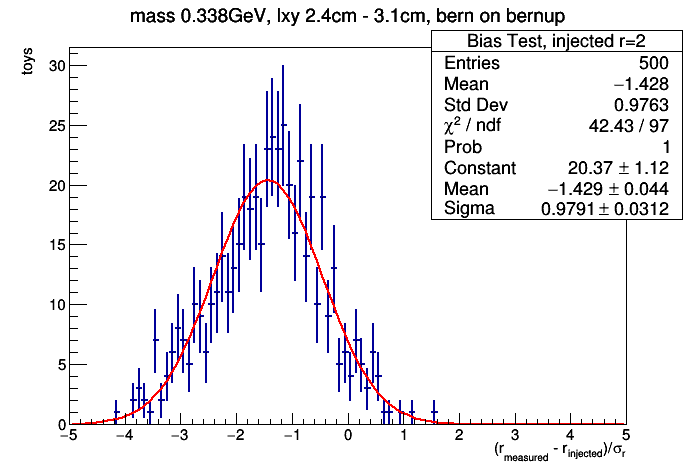 mass 0.338GeV, lxy 2.4cm - 3.1cm, bern on bernup
Bias Test, injected r=2
Entries 500
Mean −1.428
Std Dev 0.9763
χ² / ndf 42.43 / 97
Prob 1
Constant 20.37 ± 1.12
Mean −1.429 ± 0.044
Sigma 0.9791 ± 0.0312
toys
30
25
20
15
10
5
0
−5 −4 −3 −2 −1 0 1 2 3 4 5
(r_measured - r_injected)/σ_r